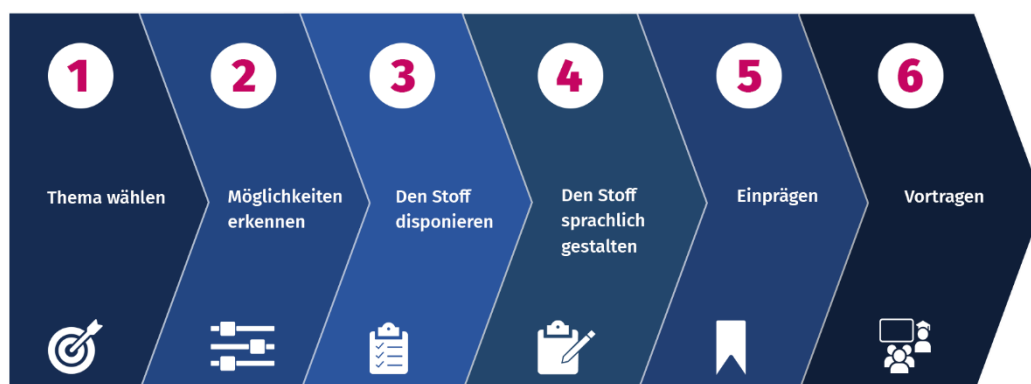 1
Thema wählen
2
Möglichkeiten
erkennen
3
Den Stoff
disponieren
4
Den Stoff
sprachlich
gestalten
5
Einprägen
6
Vortragen